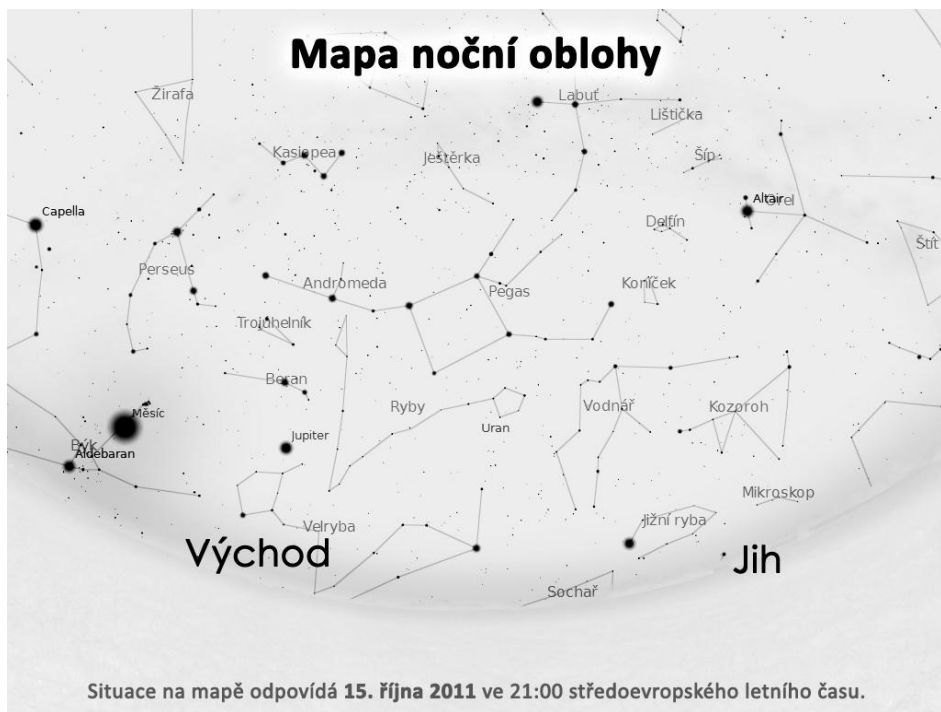 Mapa noční oblohy
Žirafa
Labuť
Lištička
Kasiopea
Ještěrka
Šíp
Altair
Orel
Capella
Delfín
Štít
Perseus
Andromeda
Pegas
Koníček
Trojúhelník
Beran
Ryby
Vodnář
Kozoroh
Měsíc
Uran
Jupiter
Býk
Aldebaran
Mikroskop
Velryba
Jižní ryba
Východ
Jih
Sochař
Situace na mapě odpovídá 15. října 2011 ve 21:00 středoevropského letního času.